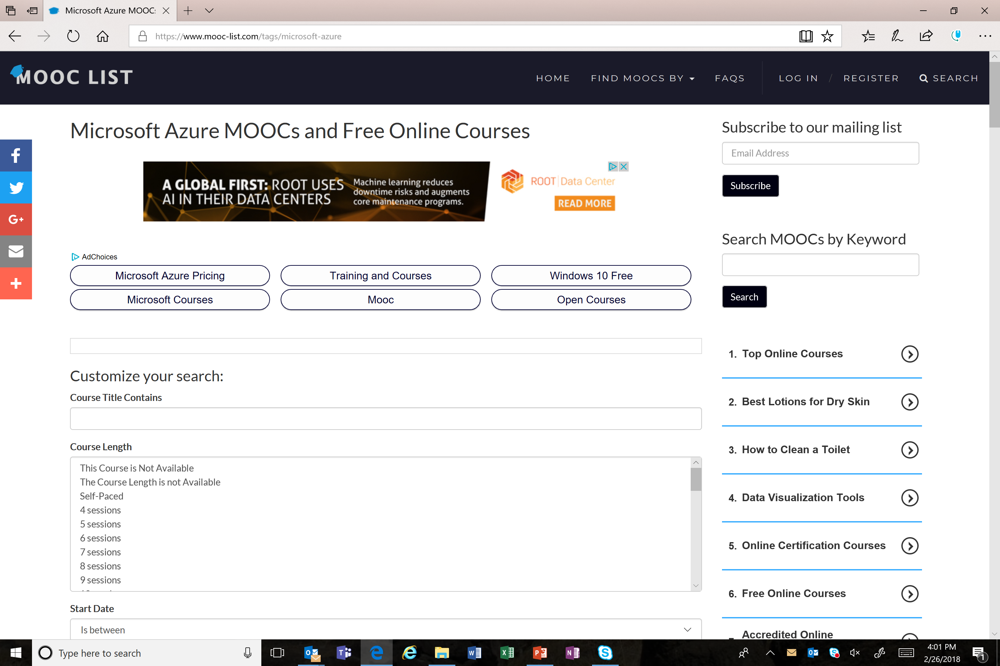 Microsoft Azure MOOC
https://www.mooc-list.com/tags/microsoft-azure
MOOC LIST
HOME
FIND MOOCS BY
FAQS
LOG IN / REGISTER
SEARCH
Microsoft Azure MOOCs and Free Online Courses
A GLOBAL FIRST: ROOT USES
AI IN THEIR DATA CENTERS
Machine learning reduces
downtime risks and augments
core maintenance programs.
ROOT | Data Center
READ MORE
AdChoices
Microsoft Azure Pricing
Training and Courses
Windows 10 Free
Microsoft Courses
Mooc
Open Courses
Customize your search:
Course Title Contains
Course Length
This Course is Not Available
The Course Length is not Available
Self-Paced
4 sessions
5 sessions
6 sessions
7 sessions
8 sessions
9 sessions
Start Date
Is between
Subscribe to our mailing list
Email Address
Subscribe
Search MOOCs by Keyword
Search
1. Top Online Courses
2. Best Lotions for Dry Skin
3. How to Clean a Toilet
4. Data Visualization Tools
5. Online Certification Courses
6. Free Online Courses
Accredited Online
Type here to search
4:01 PM
2/26/2018
1